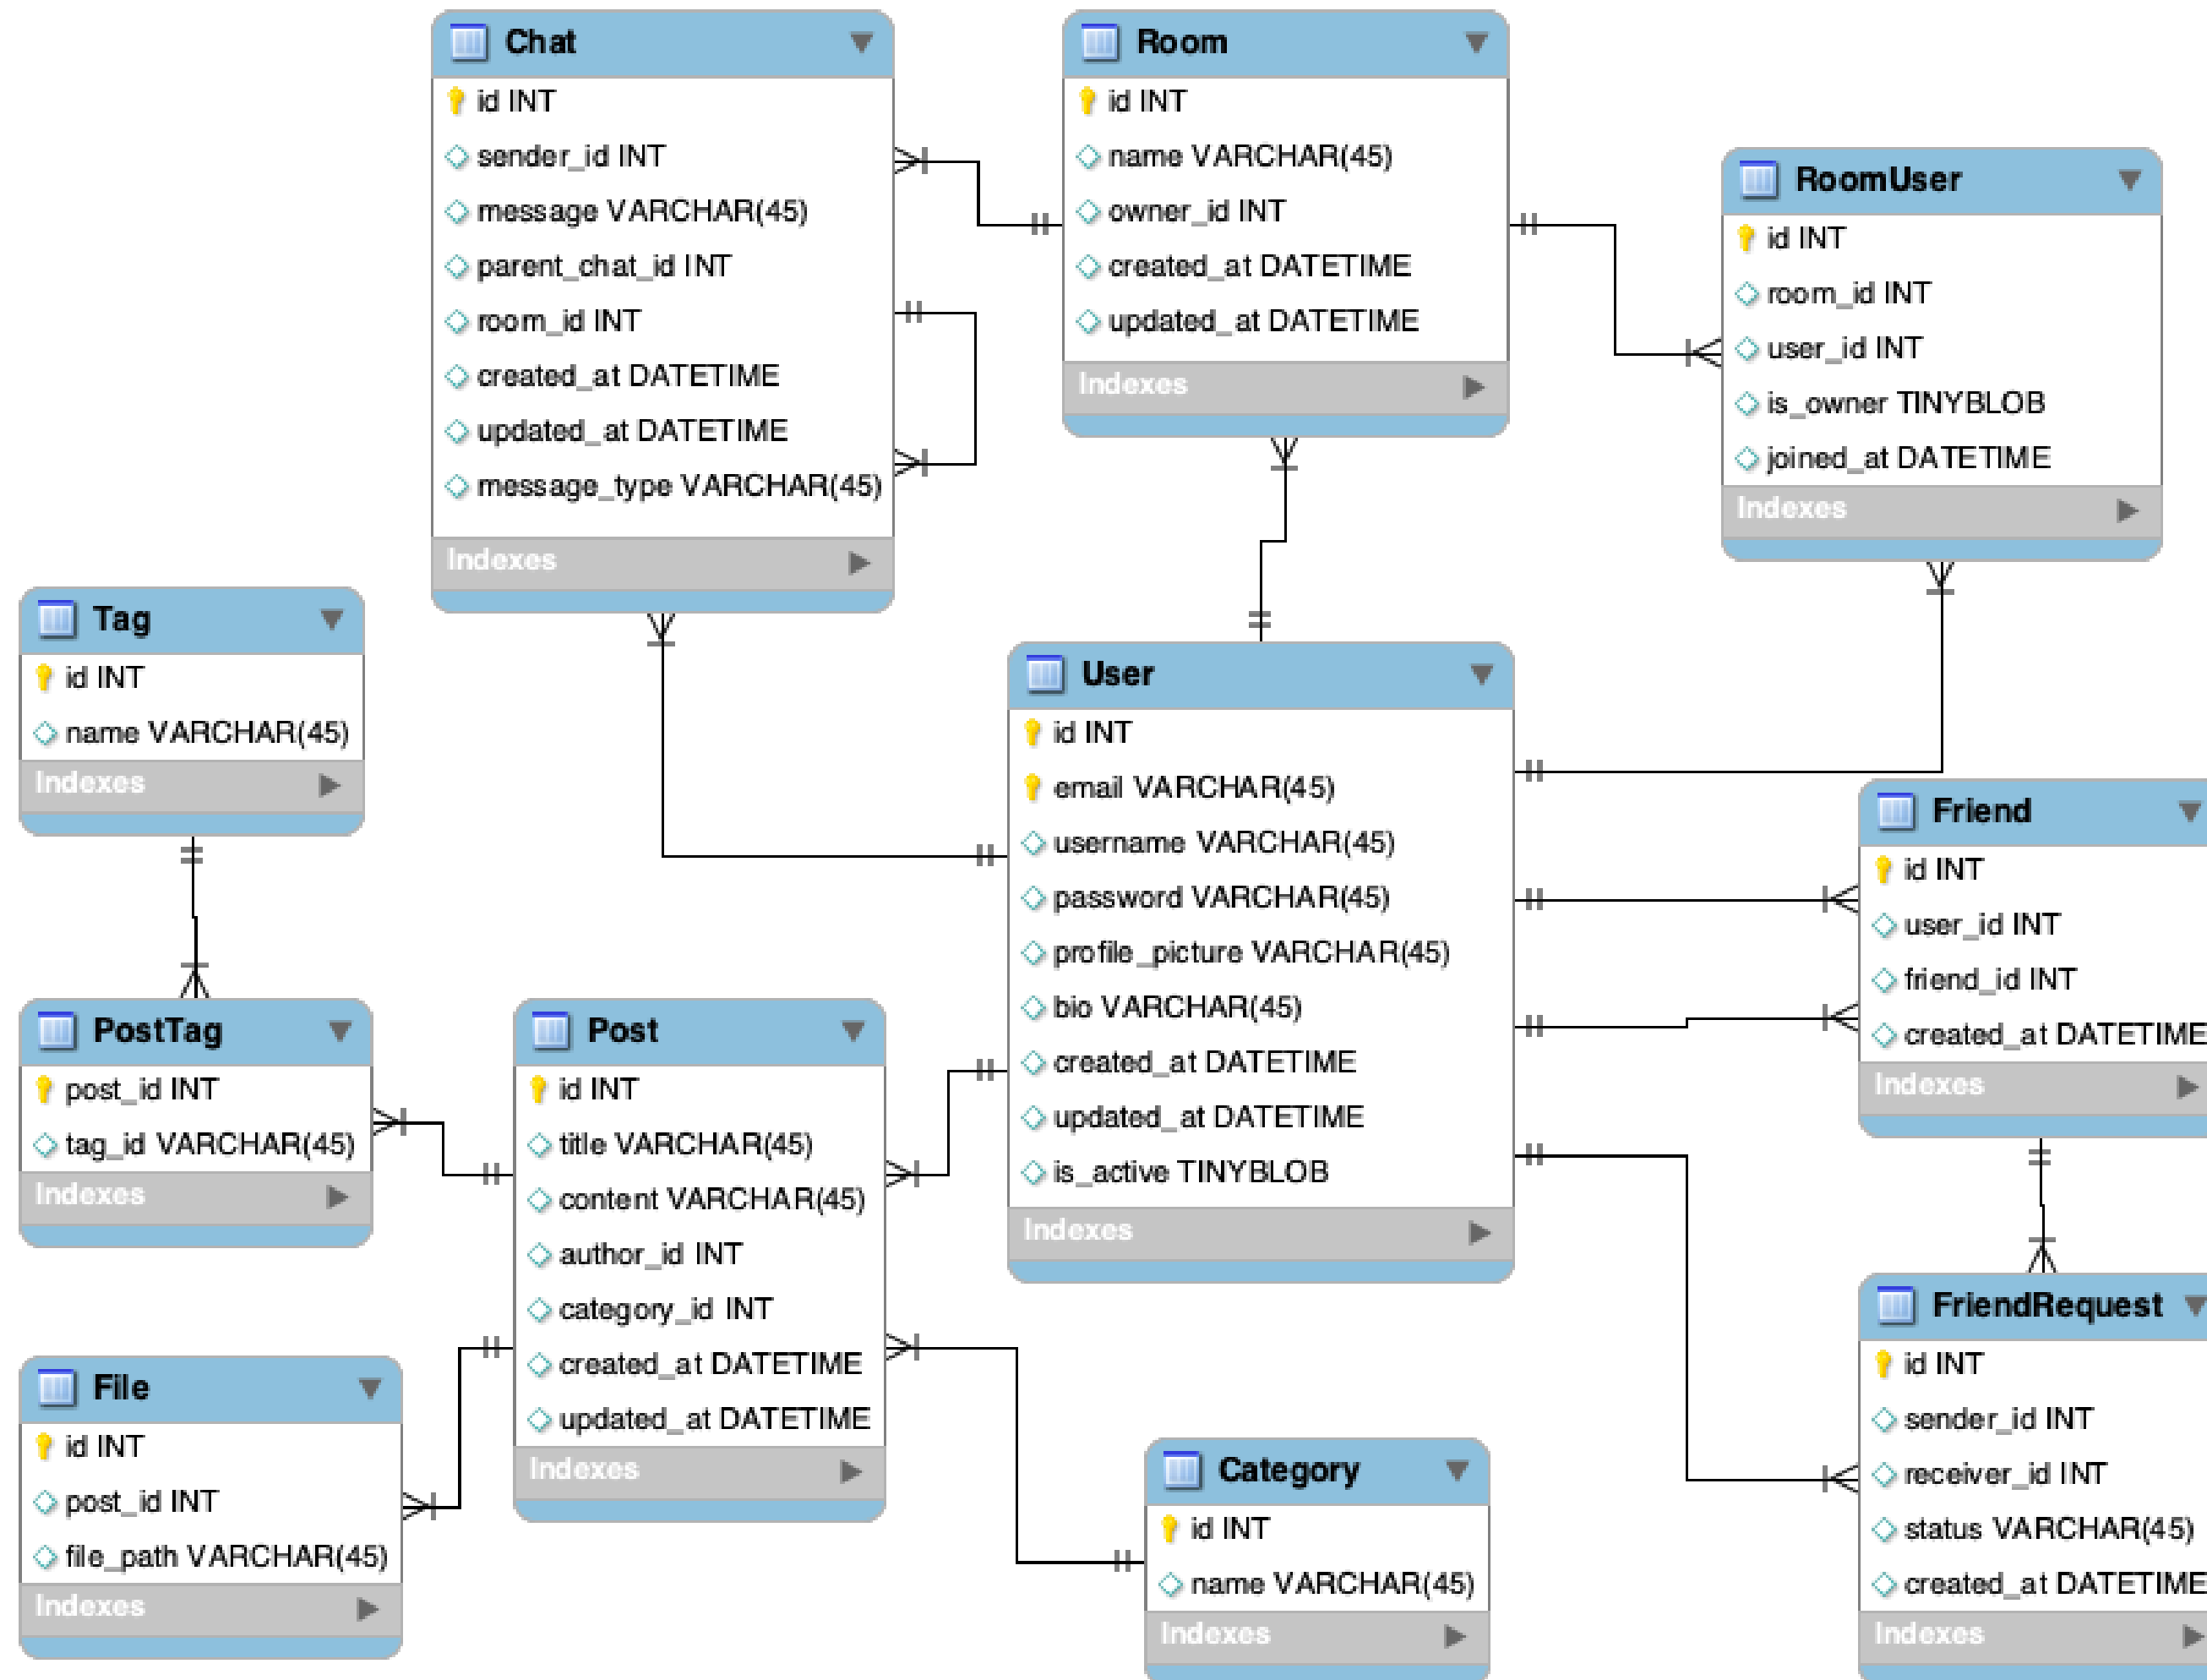 Chat
id INT
sender_id INT
message VARCHAR(45)
parent_chat_id INT
room_id INT
created_at DATETIME
updated_at DATETIME
message_type VARCHAR(45)
Indexes
Room
id INT
name VARCHAR(45)
owner_id INT
created_at DATETIME
updated_at DATETIME
Indexes
RoomUser
id INT
room_id INT
user_id INT
is_owner TINYBLOB
joined_at DATETIME
Indexes
Tag
id INT
name VARCHAR(45)
Indexes
User
id INT
email VARCHAR(45)
username VARCHAR(45)
password VARCHAR(45)
profile_picture VARCHAR(45)
bio VARCHAR(45)
created_at DATETIME
updated_at DATETIME
is_active TINYBLOB
Indexes
Friend
id INT
user_id INT
friend_id INT
created_at DATETIME
Indexes
PostTag
post_id INT
tag_id VARCHAR(45)
Indexes
Post
id INT
title VARCHAR(45)
content VARCHAR(45)
author_id INT
category_id INT
created_at DATETIME
updated_at DATETIME
Indexes
FriendRequest
id INT
sender_id INT
receiver_id INT
status VARCHAR(45)
created_at DATETIME
Indexes
File
id INT
post_id INT
file_path VARCHAR(45)
Indexes
Category
id INT
name VARCHAR(45)
Indexes